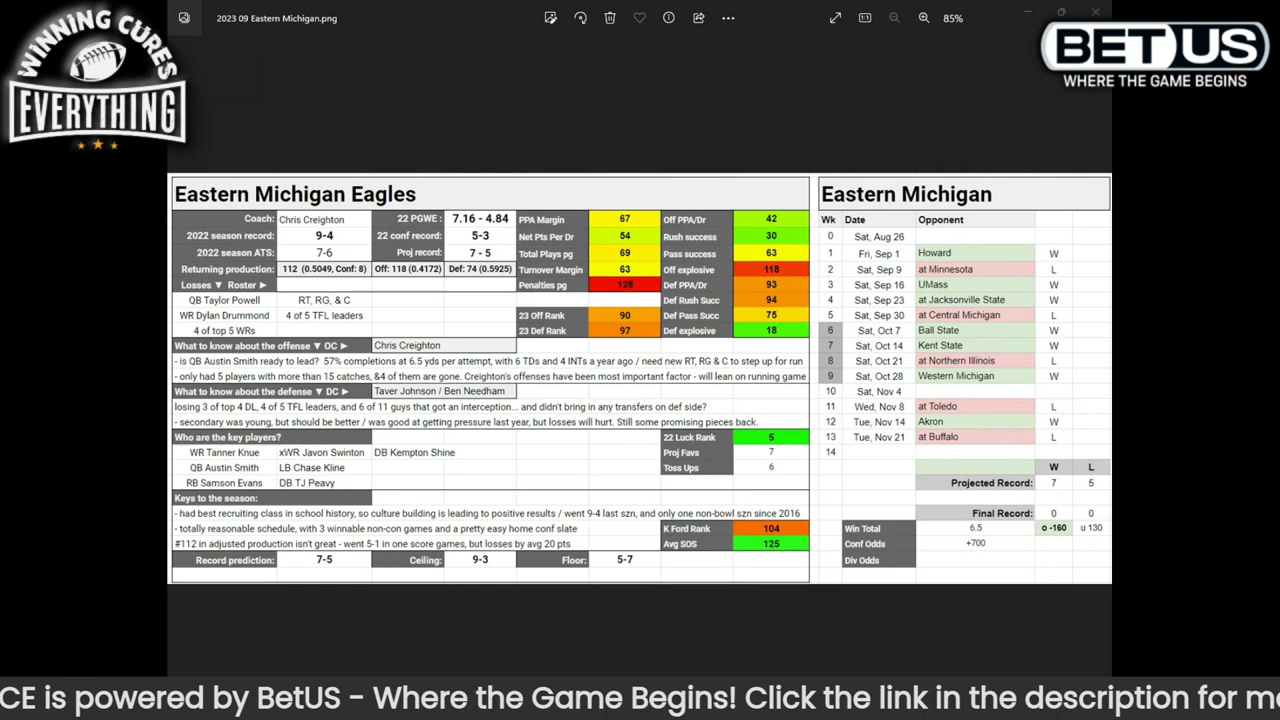 2023 09 Eastern Michigan.png
85%
WINNING CURES
EVERYTHING
BETUS
WHERE THE GAME BEGINS
Eastern Michigan Eagles
Coach: Chris Creighton 22 PGWE : 7.16 - 4.84 PPA Margin 67 Off PPA/Dr 42
2022 season record: 9-4 22 conf record: 5-3 Net Pts Per Dr 54 Rush success 30
2022 season ATS: 7-6 Proj record: 7 - 5 Total Plays pg 69 Pass success 63
Returning production: 112 (0.5049, Conf: 8) Off: 118 (0.4172) Def: 74 (0.5925) Turnover Margin 63 Off explosive 118
Losses ▼ Roster ► Penalties pg 128 Def PPA/Dr 93
QB Taylor Powell RT, RG, & C Def Rush Succ 94
WR Dylan Drummond 4 of 5 TFL leaders 23 Off Rank 90 Def Pass Succ 75
4 of top 5 WRs 23 Def Rank 97 Def explosive 18
What to know about the offense ▼ OC ► Chris Creighton
- is QB Austin Smith ready to lead? 57% completions at 6.5 yds per attempt, with 6 TDs and 4 INTs a year ago / need new RT, RG & C to step up for run
- only had 5 players with more than 15 catches, &4 of them are gone. Creighton's offenses have been most important factor - will lean on running game
What to know about the defense ▼ DC ► Taver Johnson / Ben Needham
losing 3 of top 4 DL, 4 of 5 TFL leaders, and 6 of 11 guys that got an interception... and didn't bring in any transfers on def side?
- secondary was young, but should be better / was good at getting pressure last year, but losses will hurt. Still some promising pieces back.
Who are the key players? 22 Luck Rank 5
WR Tanner Knue xWR Javon Swinton DB Kempton Shine Proj Favs 7
QB Austin Smith LB Chase Kline Toss Ups 6
RB Samson Evans DB TJ Peavy
Keys to the season:
- had best recruiting class in school history, so culture building is leading to positive results / went 9-4 last szn, and only one non-bowl szn since 2016
- totally reasonable schedule, with 3 winnable non-con games and a pretty easy home conf slate K Ford Rank 104
#112 in adjusted production isn't great - went 5-1 in one score games, but losses by avg 20 pts Avg SOS 125
Record prediction: 7-5 Ceiling: 9-3 Floor: 5-7
Eastern Michigan
Wk Date Opponent
0 Sat, Aug 26
1 Fri, Sep 1 Howard W
2 Sat, Sep 9 at Minnesota L
3 Sat, Sep 16 UMass W
4 Sat, Sep 23 at Jacksonville State W
5 Sat, Sep 30 at Central Michigan L
6 Sat, Oct 7 Ball State W
7 Sat, Oct 14 Kent State W
8 Sat, Oct 21 at Northern Illinois L
9 Sat, Oct 28 Western Michigan W
10 Sat, Nov 4
11 Wed, Nov 8 at Toledo L
12 Tue, Nov 14 Akron W
13 Tue, Nov 21 at Buffalo L
14
W L
Projected Record: 7 5
Final Record: 0 0
Win Total 6.5 o -160 u 130
Conf Odds +700
Div Odds
CE is powered by BetUS - Where the Game Begins! Click the link in the description for m